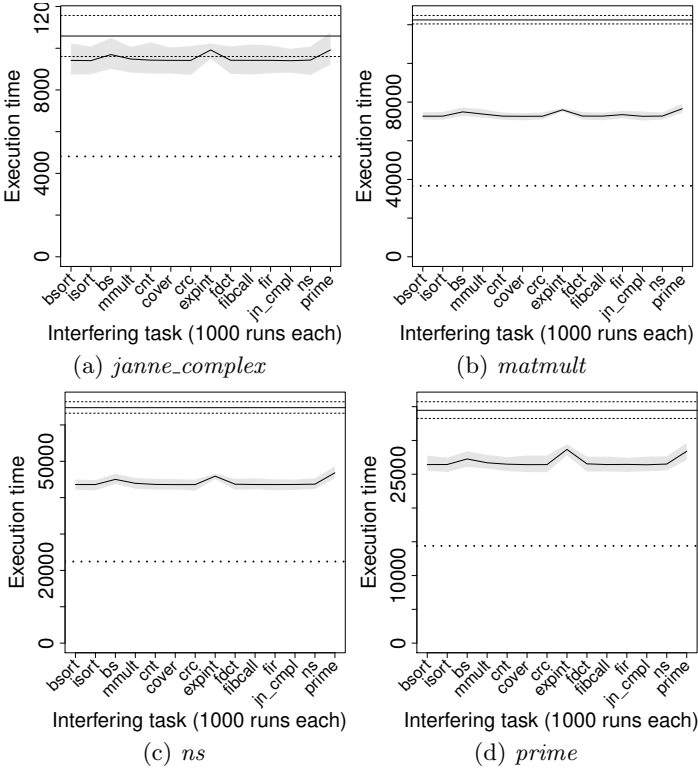 120
8000
4000
0
Execution time
bsort
isort
bs
mmult
cnt
cover
crc
expint
fdct
fibcall
fir
jn_cmpl
ns
prime
Interfering task (1000 runs each)
(a) janne_complex
80000
40000
0
Execution time
bsort
isort
bs
mmult
cnt
cover
crc
expint
fdct
fibcall
fir
jn_cmpl
ns
prime
Interfering task (1000 runs each)
(b) matmult
50000
20000
0
Execution time
bsort
isort
bs
mmult
cnt
cover
crc
expint
fdct
fibcall
fir
jn_cmpl
ns
prime
Interfering task (1000 runs each)
(c) ns
25000
10000
0
Execution time
bsort
isort
bs
mmult
cnt
cover
crc
expint
fdct
fibcall
fir
jn_cmpl
ns
prime
Interfering task (1000 runs each)
(d) prime